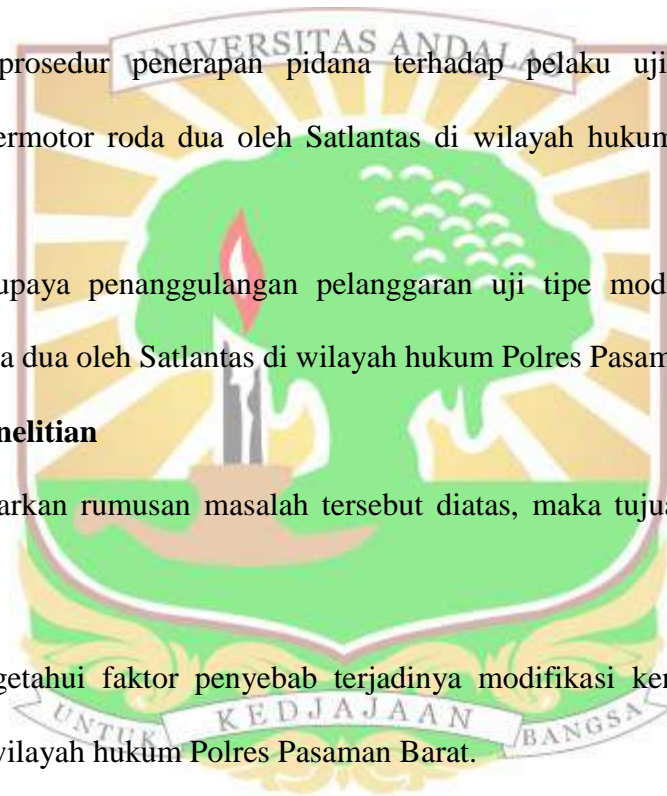 UNIVERSITAS ANDALAS
prosedur penerapan pidana terhadap pelaku uji
ermotor roda dua oleh Satlantas di wilayah hukum
upaya penanggulangan pelanggaran uji tipe mod
a dua oleh Satlantas di wilayah hukum Polres Pasam
nelitian
arkan rumusan masalah tersebut diatas, maka tujua
getahui faktor penyebab terjadinya modifikasi ker
wilayah hukum Polres Pasaman Barat.
UNTUK KEDJAJAAN BANGSA